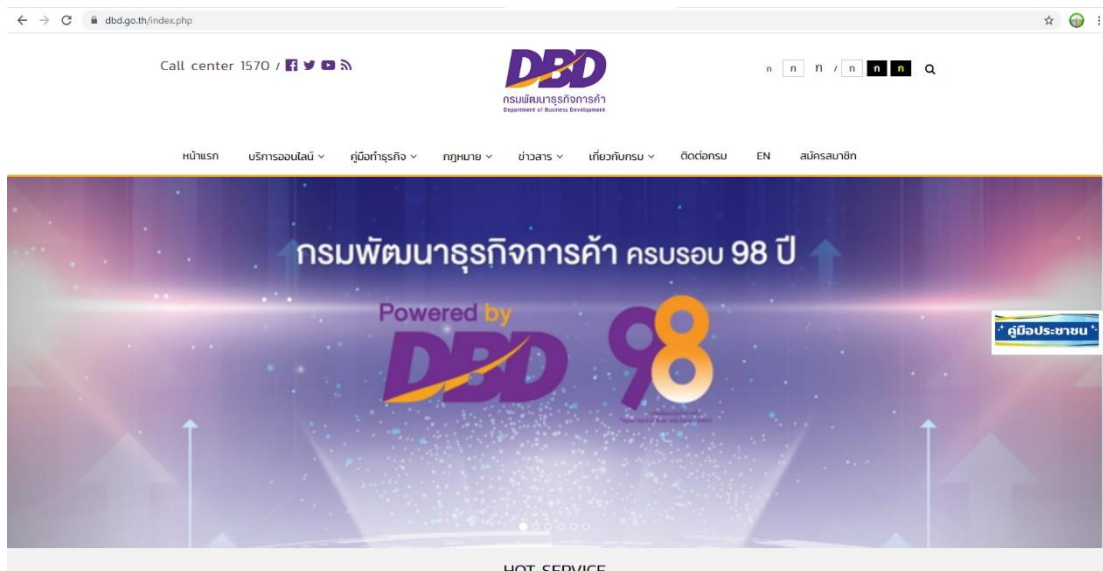 dbd.go.th/index.php
Call center 1570 /
DBD
กรมพัฒนาธุรกิจการค้า
Department of Business Development
ก ก ก / ก ก ก
หน้าแรก บริการออนไลน์ คู่มือทำธุรกิจ กฎหมาย ข่าวสาร เกี่ยวกับกรม ติดต่อกรม EN สมัครสมาชิก
กรมพัฒนาธุรกิจการค้า ครบรอบ 98 ปี
Powered by
DBD 98
คู่มือประชาชน
HOT SERVICE